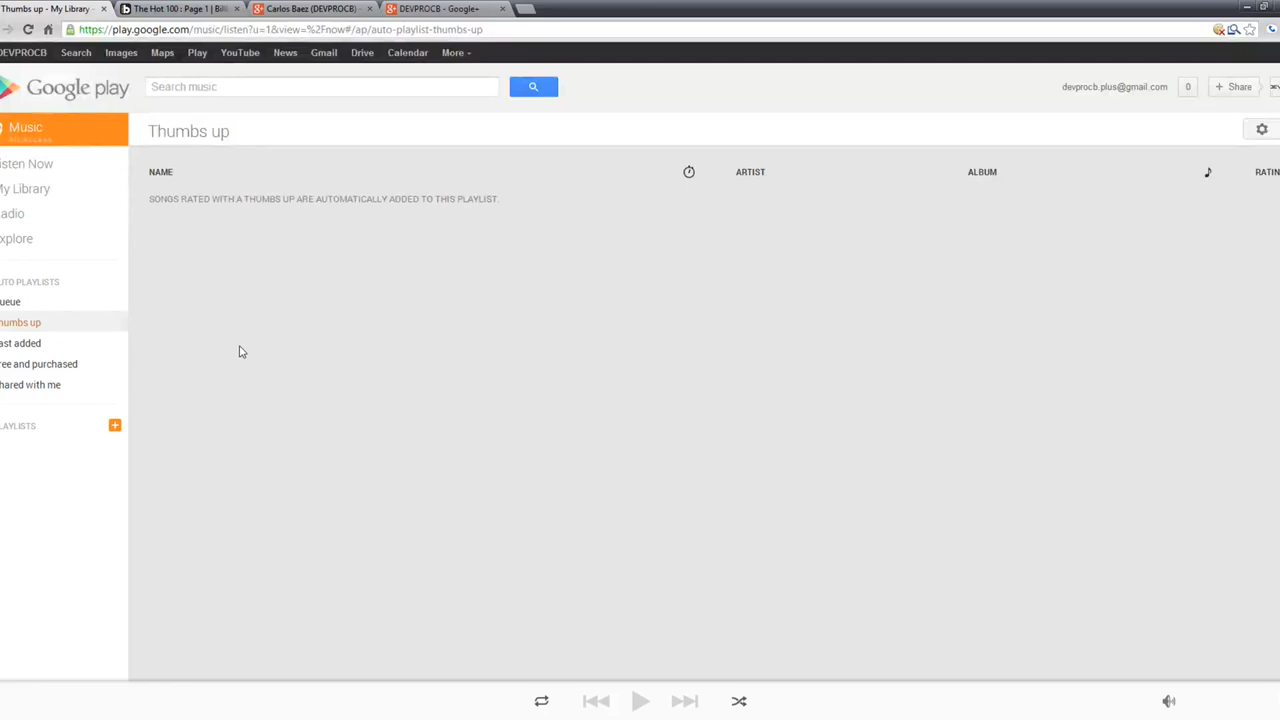 Thumbs up - My Library -
The Hot 100 : Page 1 | Bill
Carlos Baez (DEVPROCB) -
DEVPROCB - Google+
https://play.google.com/music/listen?u=1&view=%2Fnow#/ap/auto-playlist-thumbs-up
DEVPROCB Search Images Maps Play YouTube News Gmail Drive Calendar More
Google play
Search music
devprocb.plus@gmail.com
0
+ Share
Music
Thumbs up
isten Now
My Library
adio
xplore
NAME ARTIST ALBUM RATIN
SONGS RATED WITH A THUMBS UP ARE AUTOMATICALLY ADDED TO THIS PLAYLIST.
UTO PLAYLISTS
ueue
humbs up
ast added
ree and purchased
hared with me
LAYLISTS